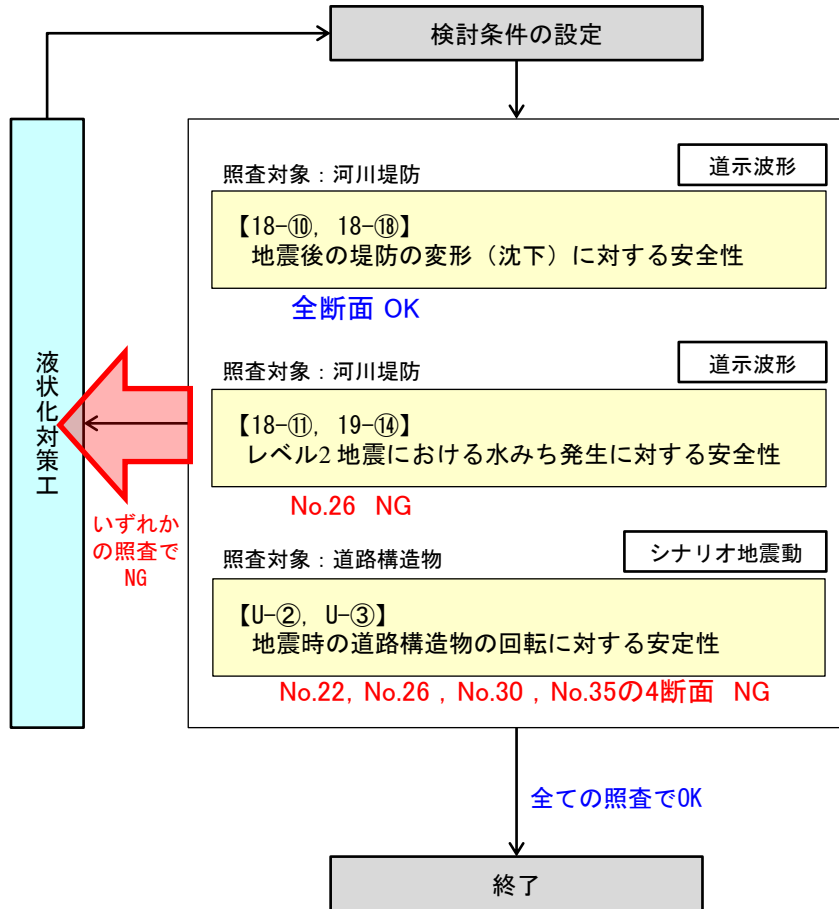 検討条件の設定
照査対象：河川堤防
道示波形
【18-⑩，18-⑱】
地震後の堤防の変形（沈下）に対する安全性
全断面 OK
照査対象：河川堤防
道示波形
【18-⑪，19-⑭】
レベル2 地震における水みち発生に対する安全性
No.26 NG
照査対象：道路構造物
シナリオ地震動
【U-②，U-③】
地震時の道路構造物の回転に対する安定性
No.22, No.26 , No.30 , No.35の4断面 NG
液状化対策工
いずれか
の照査で
NG
全ての照査でOK
終了